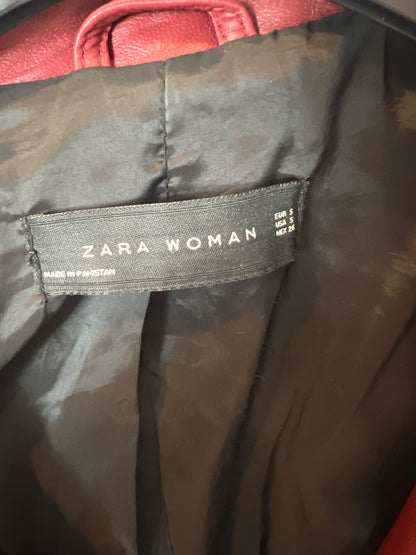 ZARA WOMAN
EUR S
USA S
MEX 26
MADE IN PAKISTAN